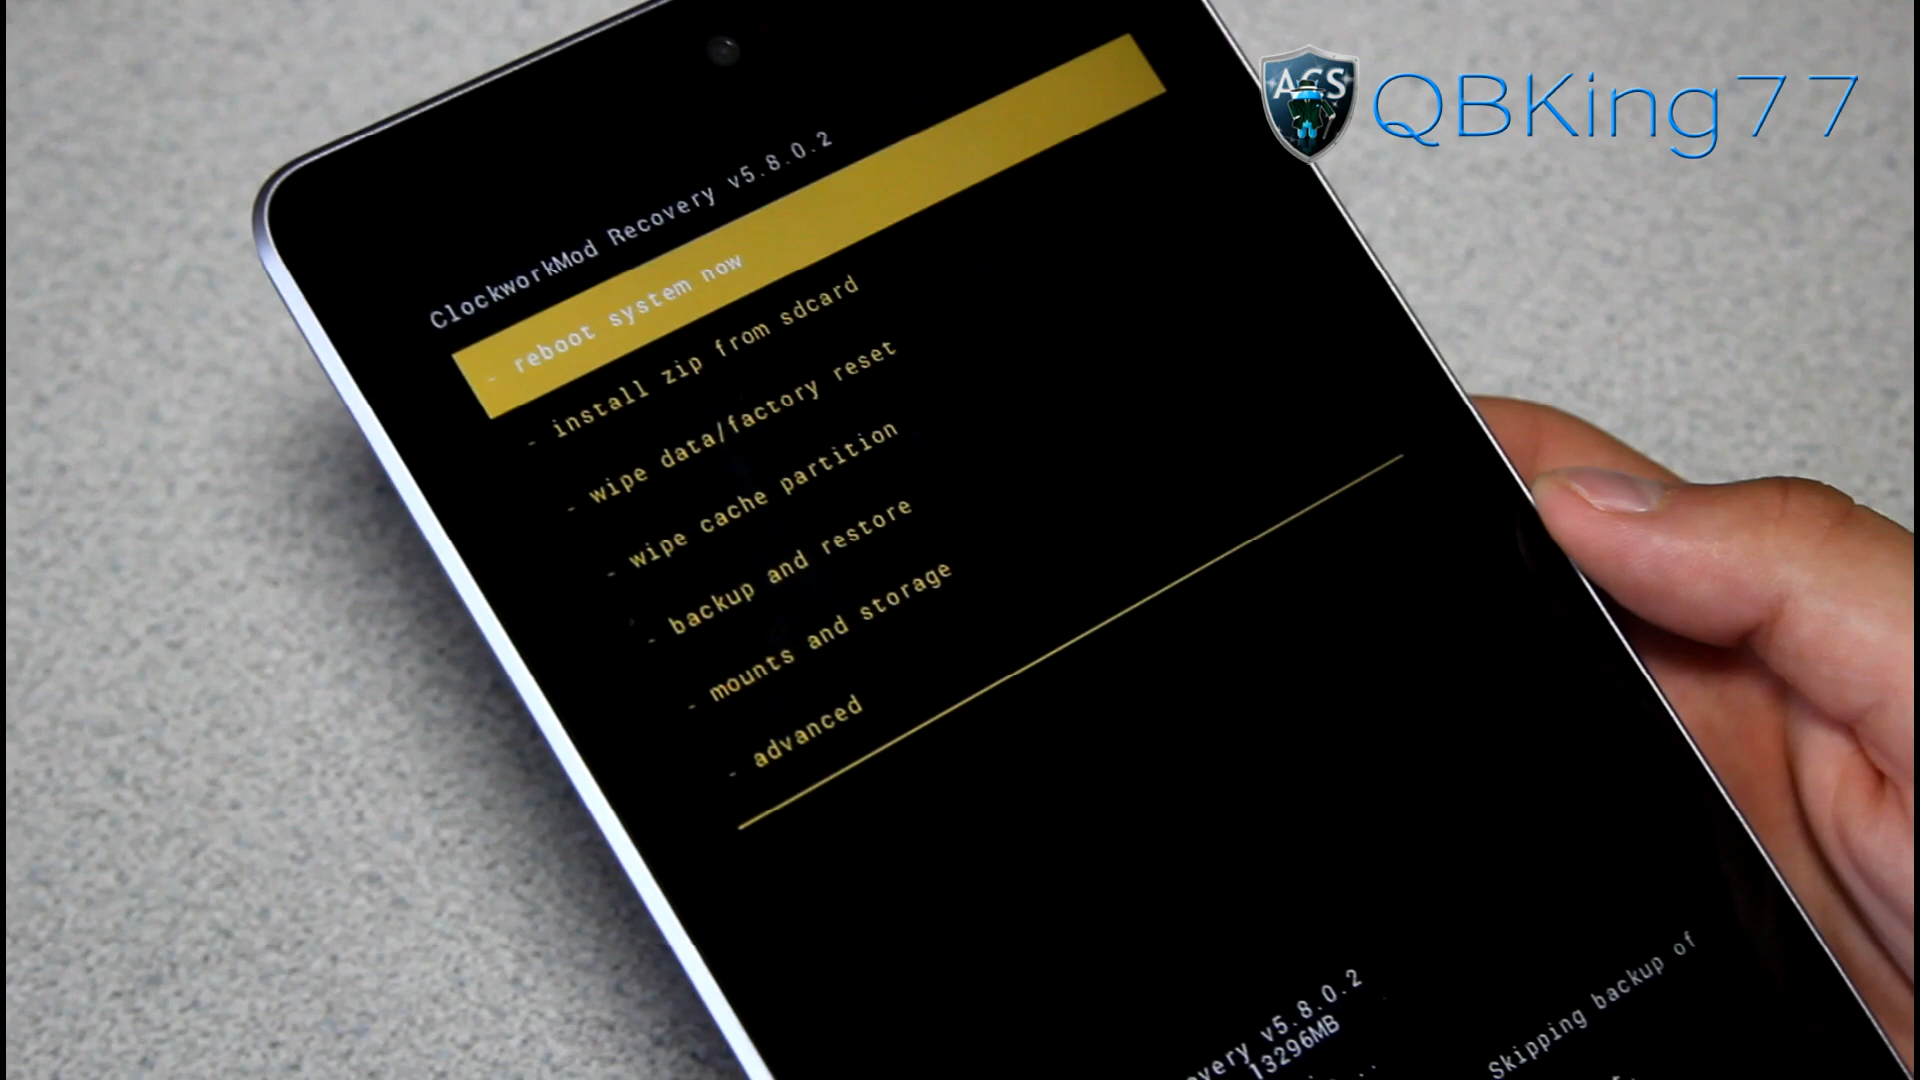 ACS
QBKing77
ClockworkMod Recovery v5.8.0.2
- reboot system now
- install zip from sdcard
- wipe data/factory reset
- wipe cache partition
- backup and restore
- mounts and storage
- advanced
v5.8.0.2
13296MB
Skipping backup of